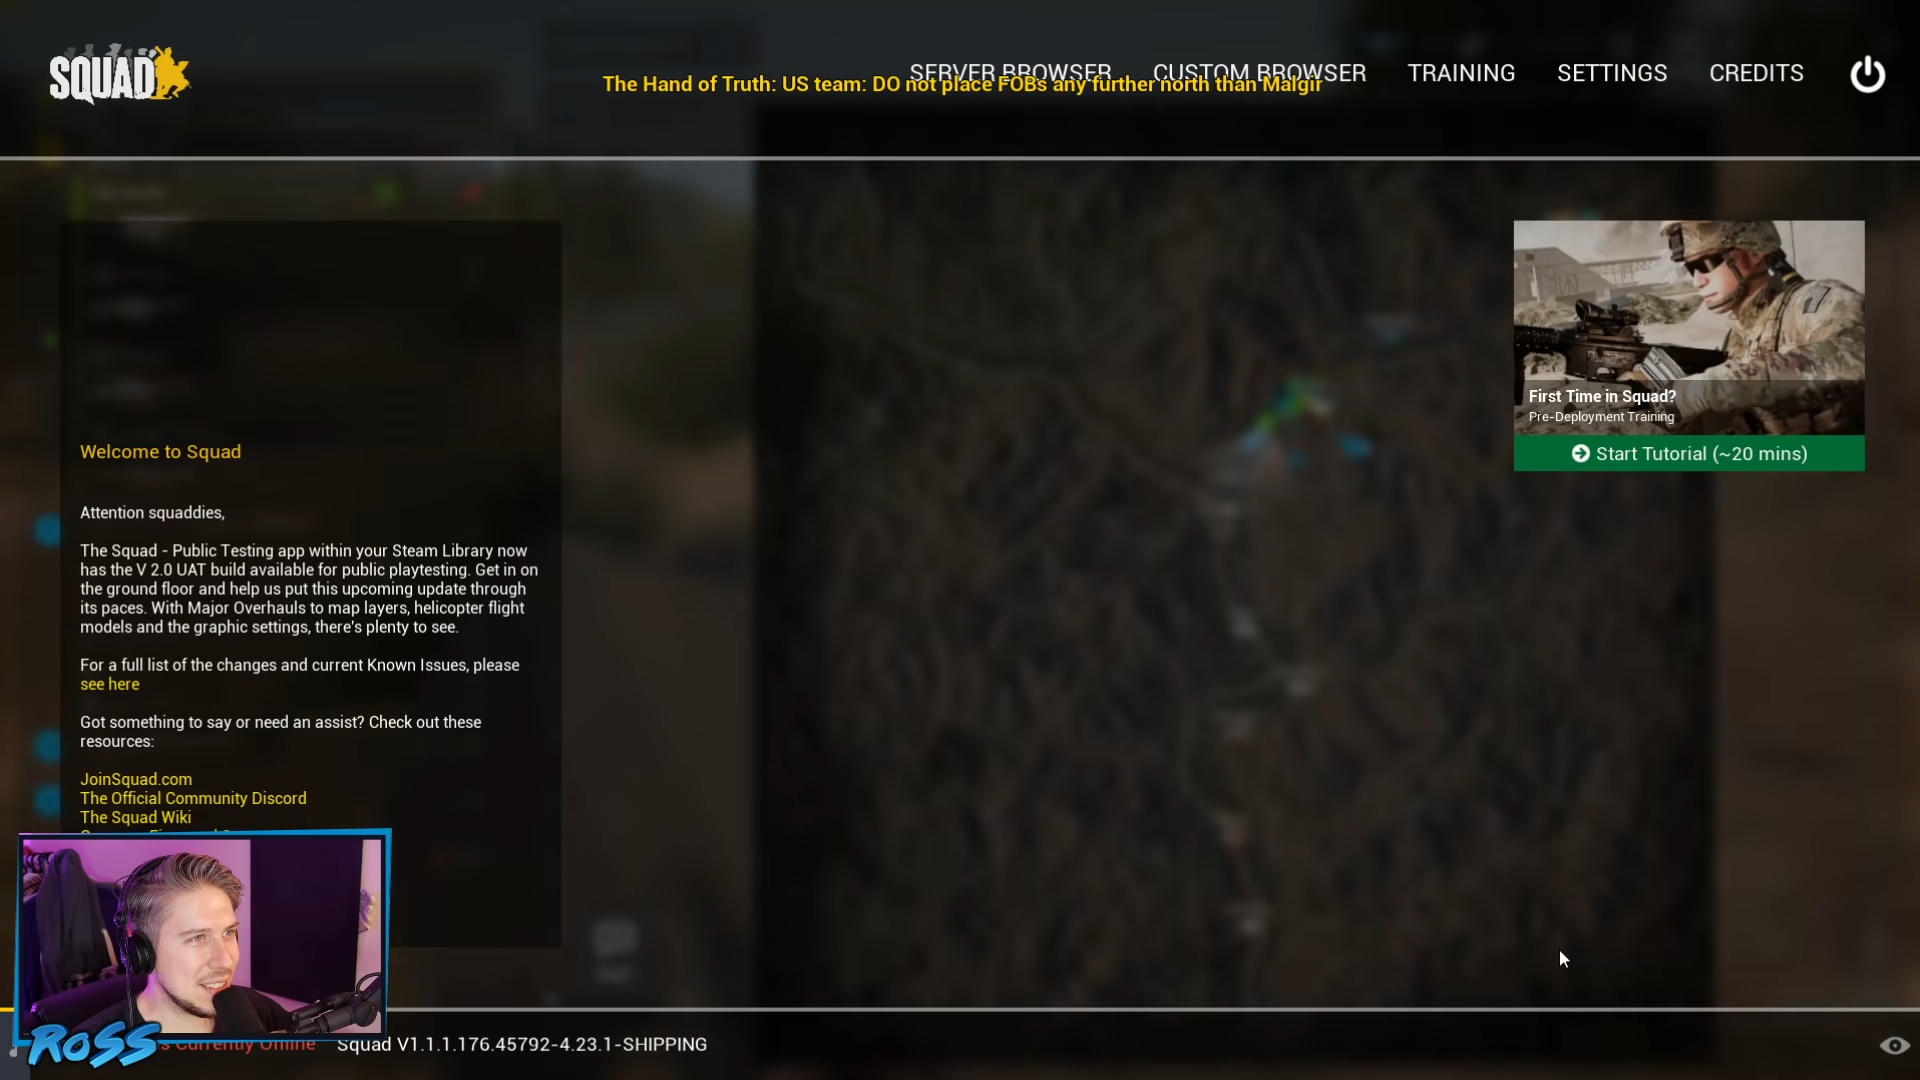 SQUAD
SERVER BROWSER
CUSTOM BROWSER
TRAINING
SETTINGS
CREDITS
The Hand of Truth: US team: DO not place FOBs any further north than Malgir
First Time in Squad?
Pre-Deployment Training
Start Tutorial (~20 mins)
Welcome to Squad
Attention squaddies,
The Squad - Public Testing app within your Steam Library now
has the V 2.0 UAT build available for public playtesting. Get in on
the ground floor and help us put this upcoming update through
its paces. With Major Overhauls to map layers, helicopter flight
models and the graphic settings, there's plenty to see.
For a full list of the changes and current Known Issues, please
see here
Got something to say or need an assist? Check out these
resources:
JoinSquad.com
The Official Community Discord
The Squad Wiki
ROSS
s Currently Offline
Squad V1.1.1.176.45792-4.23.1-SHIPPING